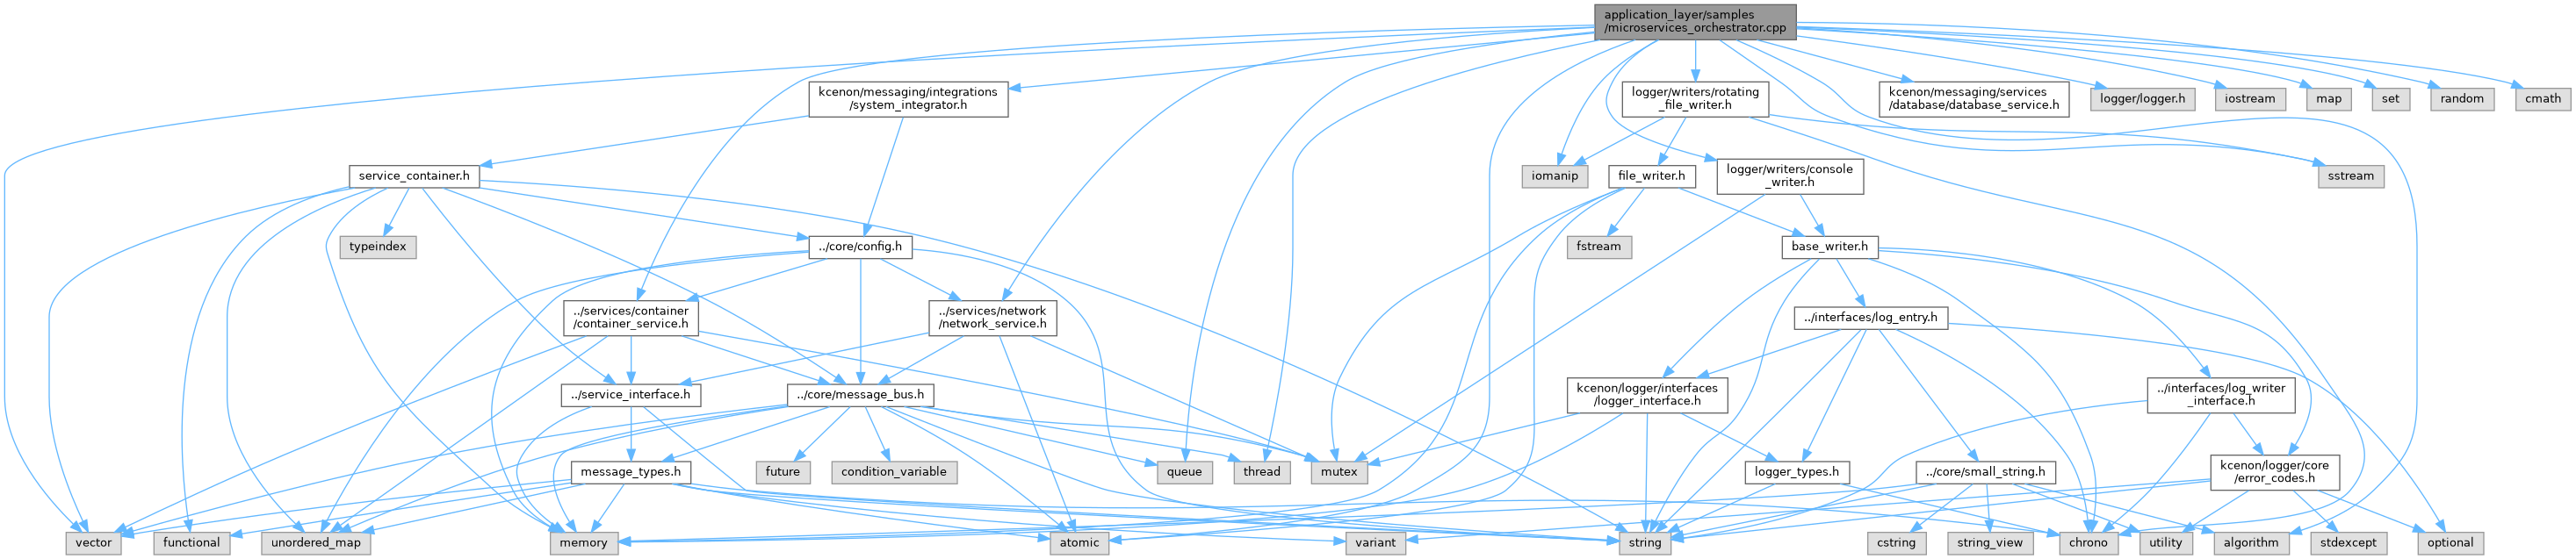 application_layer/samples
/microservices_orchestrator.cpp
kcenon/messaging/integrations
/system_integrator.h
logger/writers/rotating
_file_writer.h
kcenon/messaging/services
/database/database_service.h
logger/logger.h
iostream
map
set
random
cmath
service_container.h
iomanip
file_writer.h
logger/writers/console
_writer.h
sstream
typeindex
../core/config.h
fstream
base_writer.h
../services/container
/container_service.h
../services/network
/network_service.h
../interfaces/log_entry.h
../service_interface.h
../core/message_bus.h
kcenon/logger/interfaces
/logger_interface.h
../interfaces/log_writer
_interface.h
message_types.h
future
condition_variable
queue
thread
mutex
logger_types.h
../core/small_string.h
kcenon/logger/core
/error_codes.h
vector
functional
unordered_map
memory
atomic
variant
string
cstring
string_view
chrono
utility
algorithm
stdexcept
optional